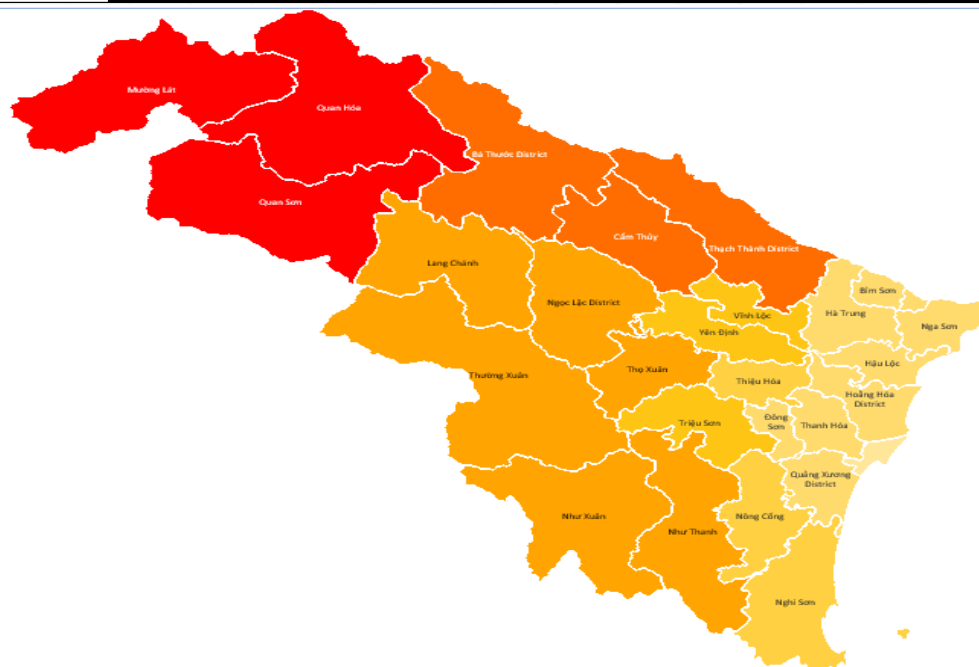 Mường Lát
Quan Hóa
Bá Thước District
Quan Sơn
Cẩm Thủy
Thạch Thành District
Lang Chánh
Ngọc Lặc District
Bỉm Sơn
Hà Trung
Vĩnh Lộc
Nga Sơn
Yên Định
Hậu Lộc
Thọ Xuân
Thường Xuân
Thiệu Hóa
Hoằng Hóa
District
Đông
Sơn
Triệu Sơn
Thanh Hóa
Quảng Xương
District
Như Xuân
Nông Cống
Như Thanh
Nghi Sơn